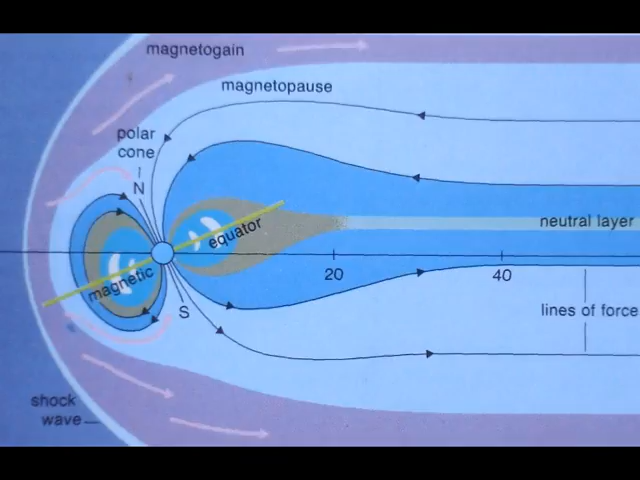 magnetogain
magnetopause
polar
cone
N
equator
neutral layer
magnetic
20
40
S
lines of force
shock
wave